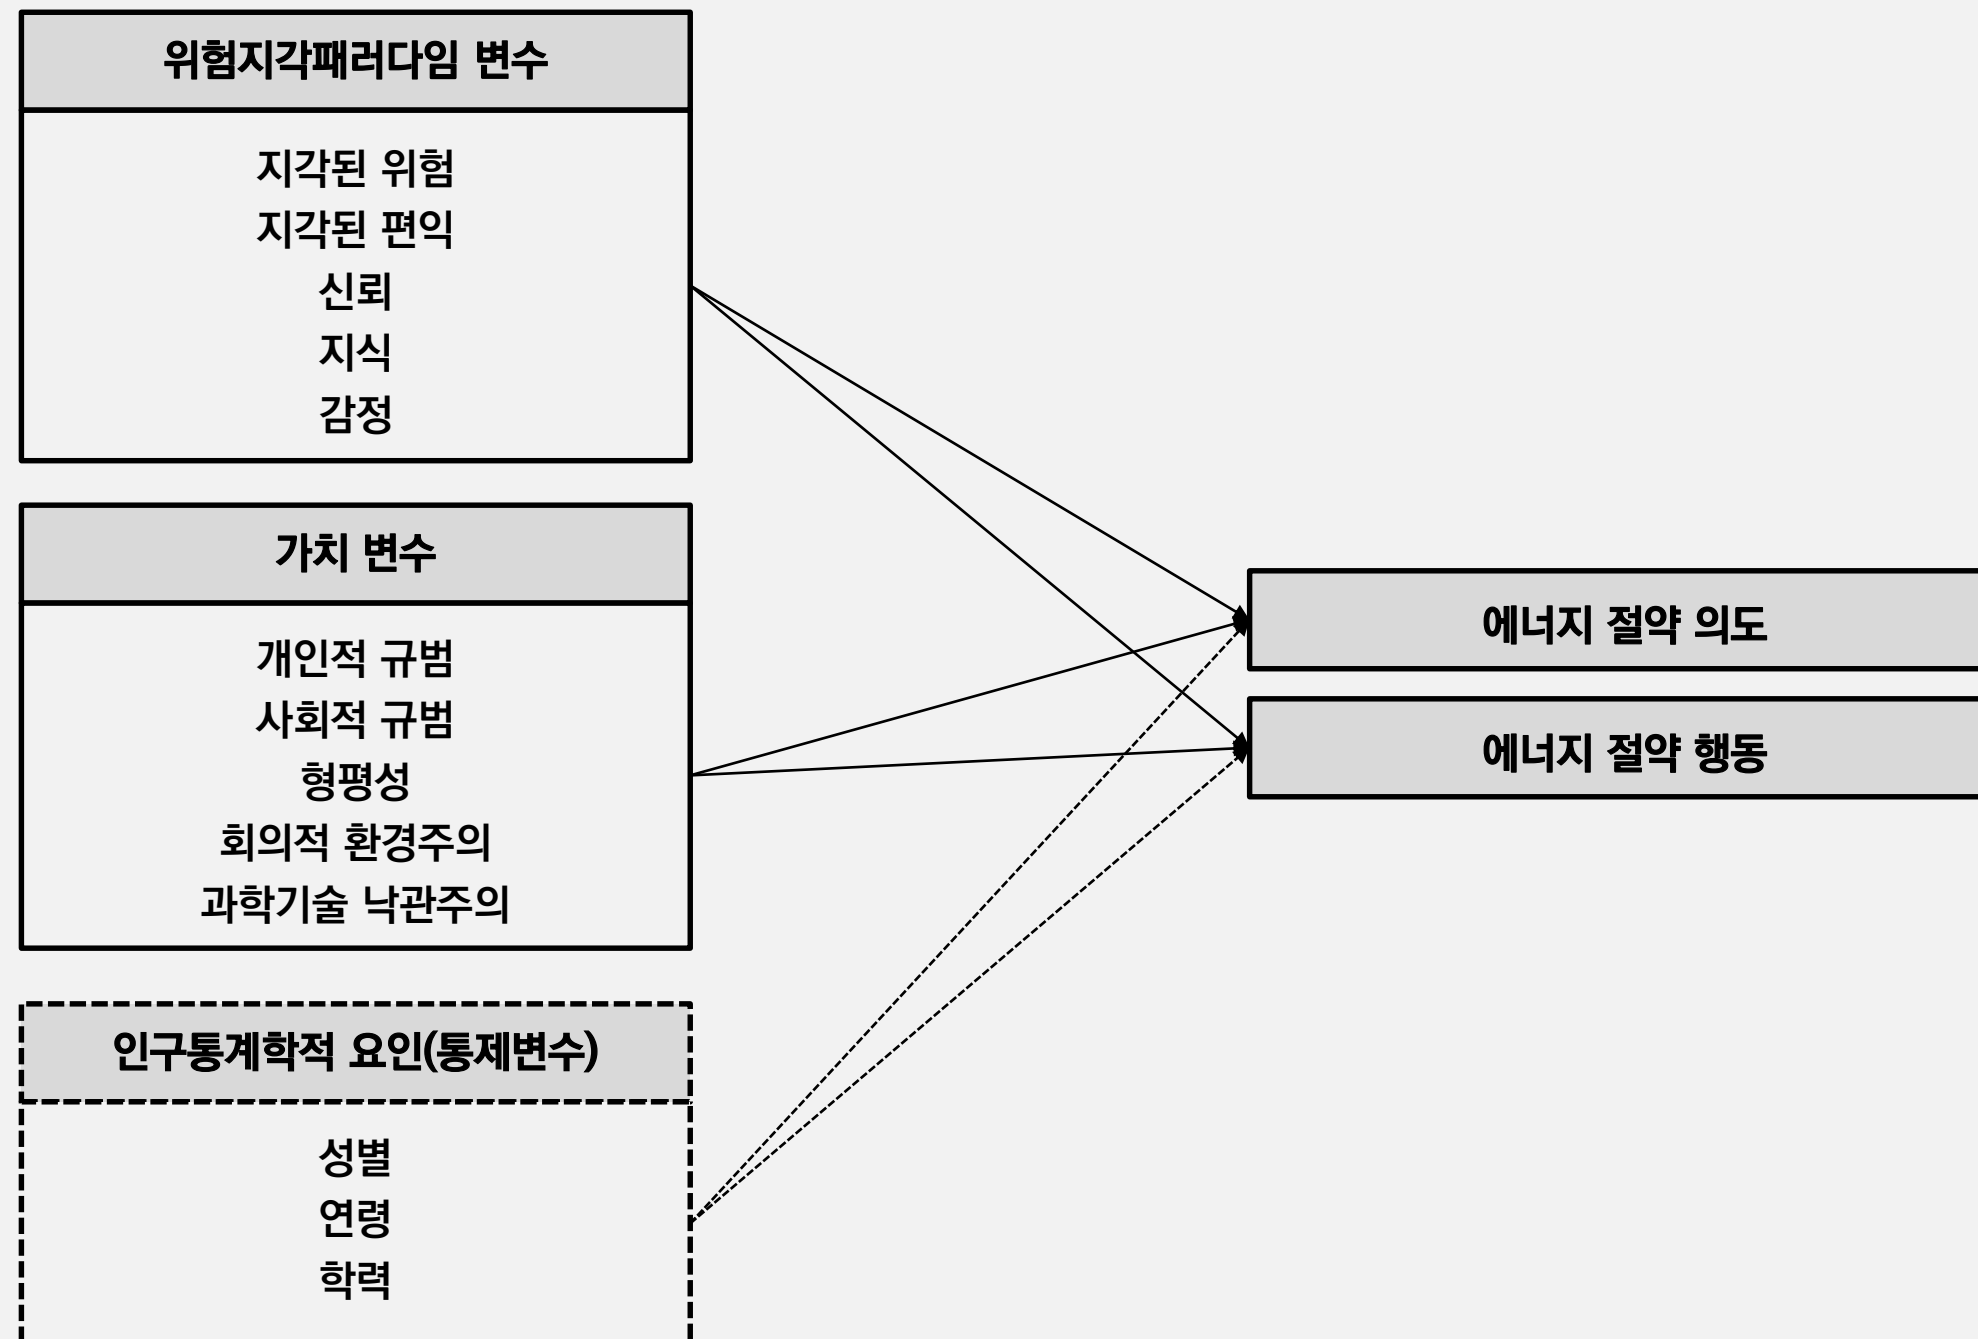 위험지각패러다임 변수
지각된 위험
지각된 편익
신뢰
지식
감정
가치 변수
개인적 규범
사회적 규범
형평성
회의적 환경주의
과학기술 낙관주의
인구통계학적 요인(통제변수)
성별
연령
학력
에너지 절약 의도
에너지 절약 행동